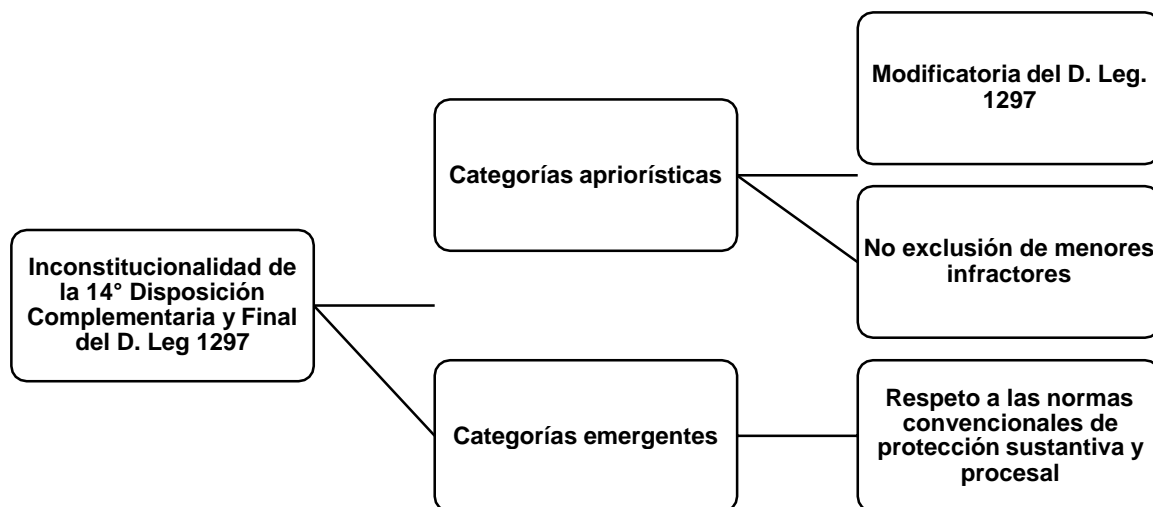 Inconstitucionalidad de
la 14° Disposición
Complementaria y Final
del D. Leg 1297
Categorías apriorísticas
Modificatoria del D. Leg.
1297
No exclusión de menores
infractores
Categorías emergentes
Respeto a las normas
convencionales de
protección sustantiva y
procesal